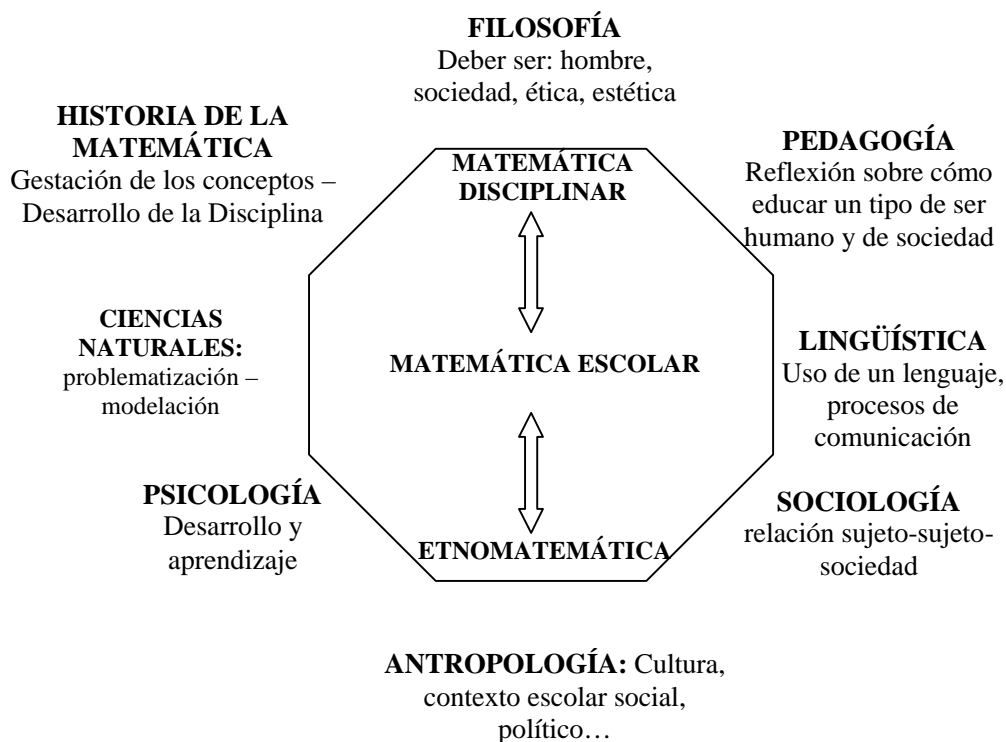 FILOSOFÍA
Deber ser: hombre,
sociedad, ética, estética
HISTORIA DE LA
MATEMÁTICA
Gestación de los conceptos –
Desarrollo de la Disciplina
MATEMÁTICA
DISCIPLINAR
PEDAGOGÍA
Reflexión sobre cómo
educar un tipo de ser
humano y de sociedad
CIENCIAS
NATURALES:
problematización –
modelación
MATEMÁTICA ESCOLAR
LINGÜÍSTICA
Uso de un lenguaje,
procesos de
comunicación
PSICOLOGÍA
Desarrollo y
aprendizaje
ETNOMATEMÁTICA
SOCIOLOGÍA
relación sujeto-sujeto-
sociedad
ANTROPOLOGÍA: Cultura,
contexto escolar social,
político…